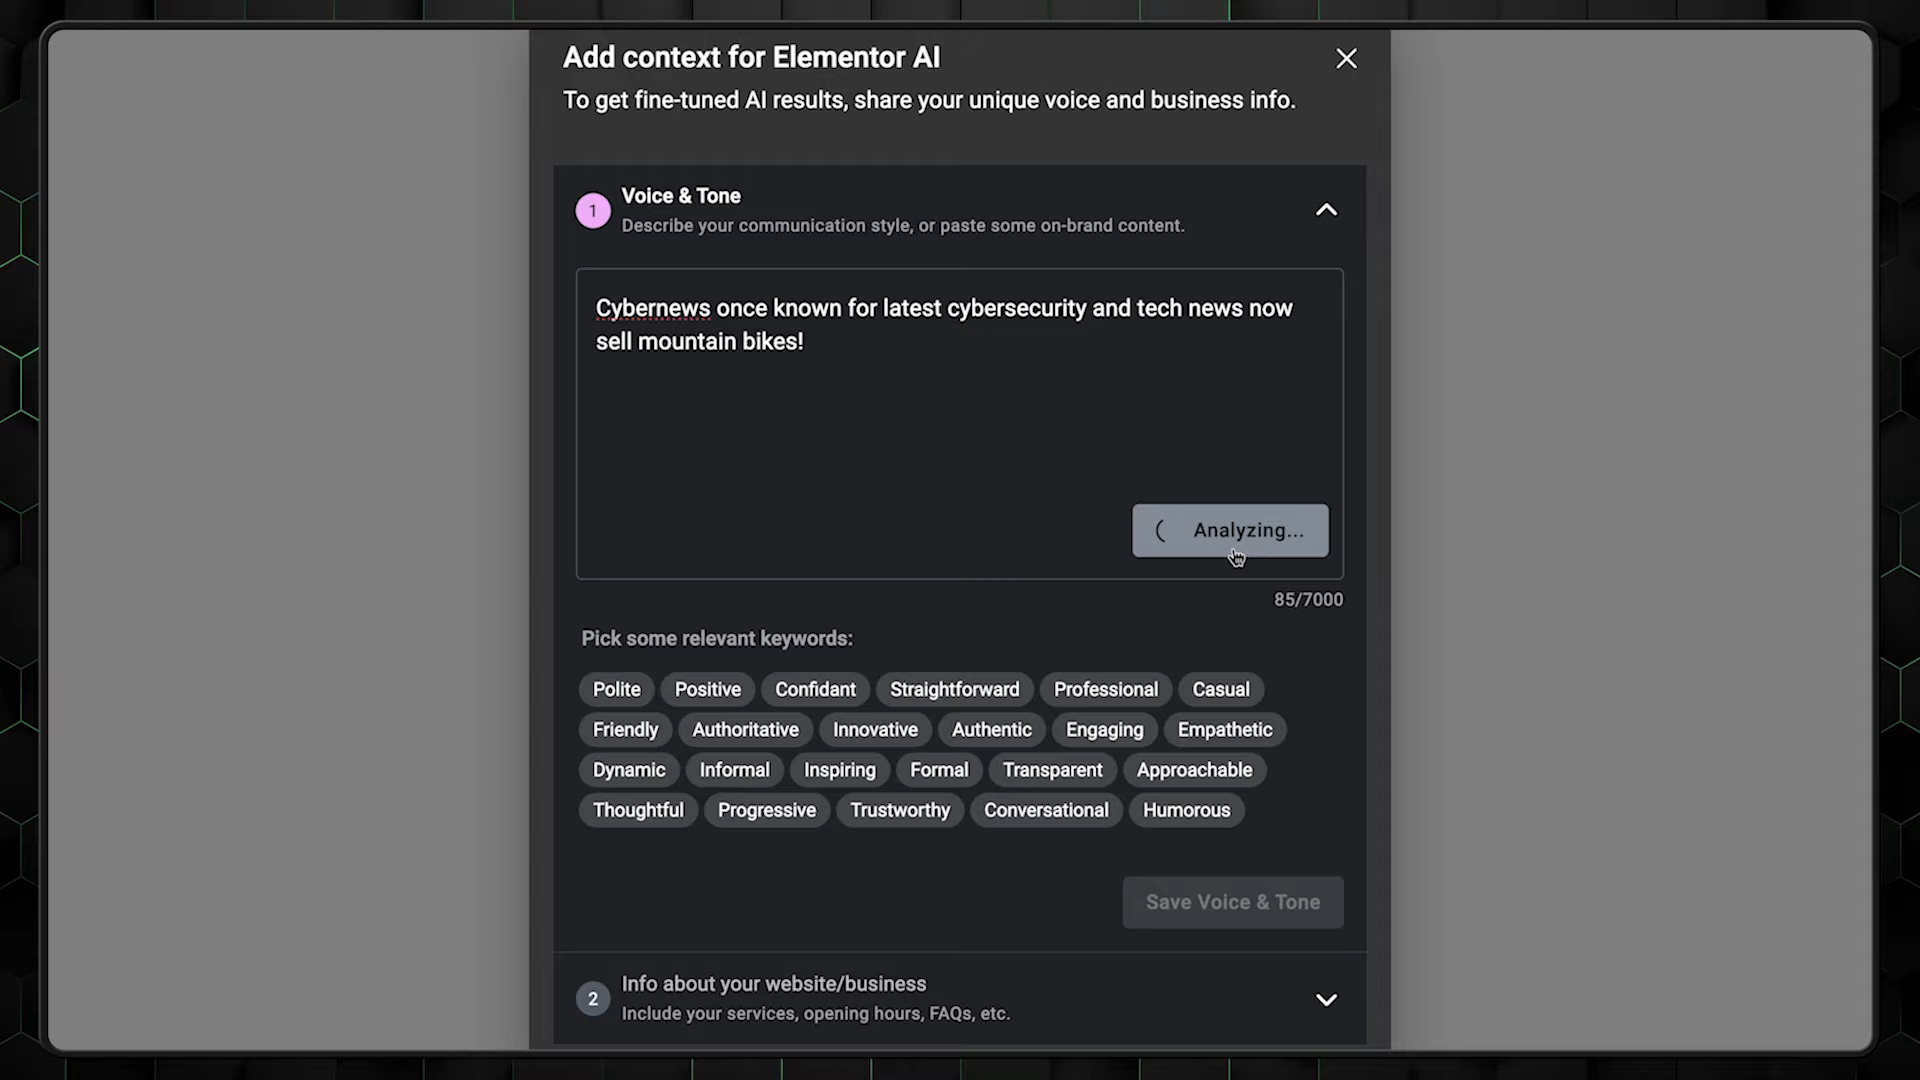 Add context for Elementor AI
To get fine-tuned AI results, share your unique voice and business info.
1
Voice & Tone
Describe your communication style, or paste some on-brand content.
Cybernews once known for latest cybersecurity and tech news now
sell mountain bikes!
Analyzing...
85/7000
Pick some relevant keywords:
Polite Positive Confidant Straightforward Professional Casual
Friendly Authoritative Innovative Authentic Engaging Empathetic
Dynamic Informal Inspiring Formal Transparent Approachable
Thoughtful Progressive Trustworthy Conversational Humorous
Save Voice & Tone
2
Info about your website/business
Include your services, opening hours, FAQs, etc.